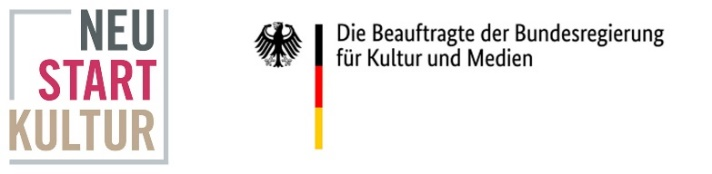 NEU
START
KULTUR
Die Beauftragte der Bundesregierung
für Kultur und Medien